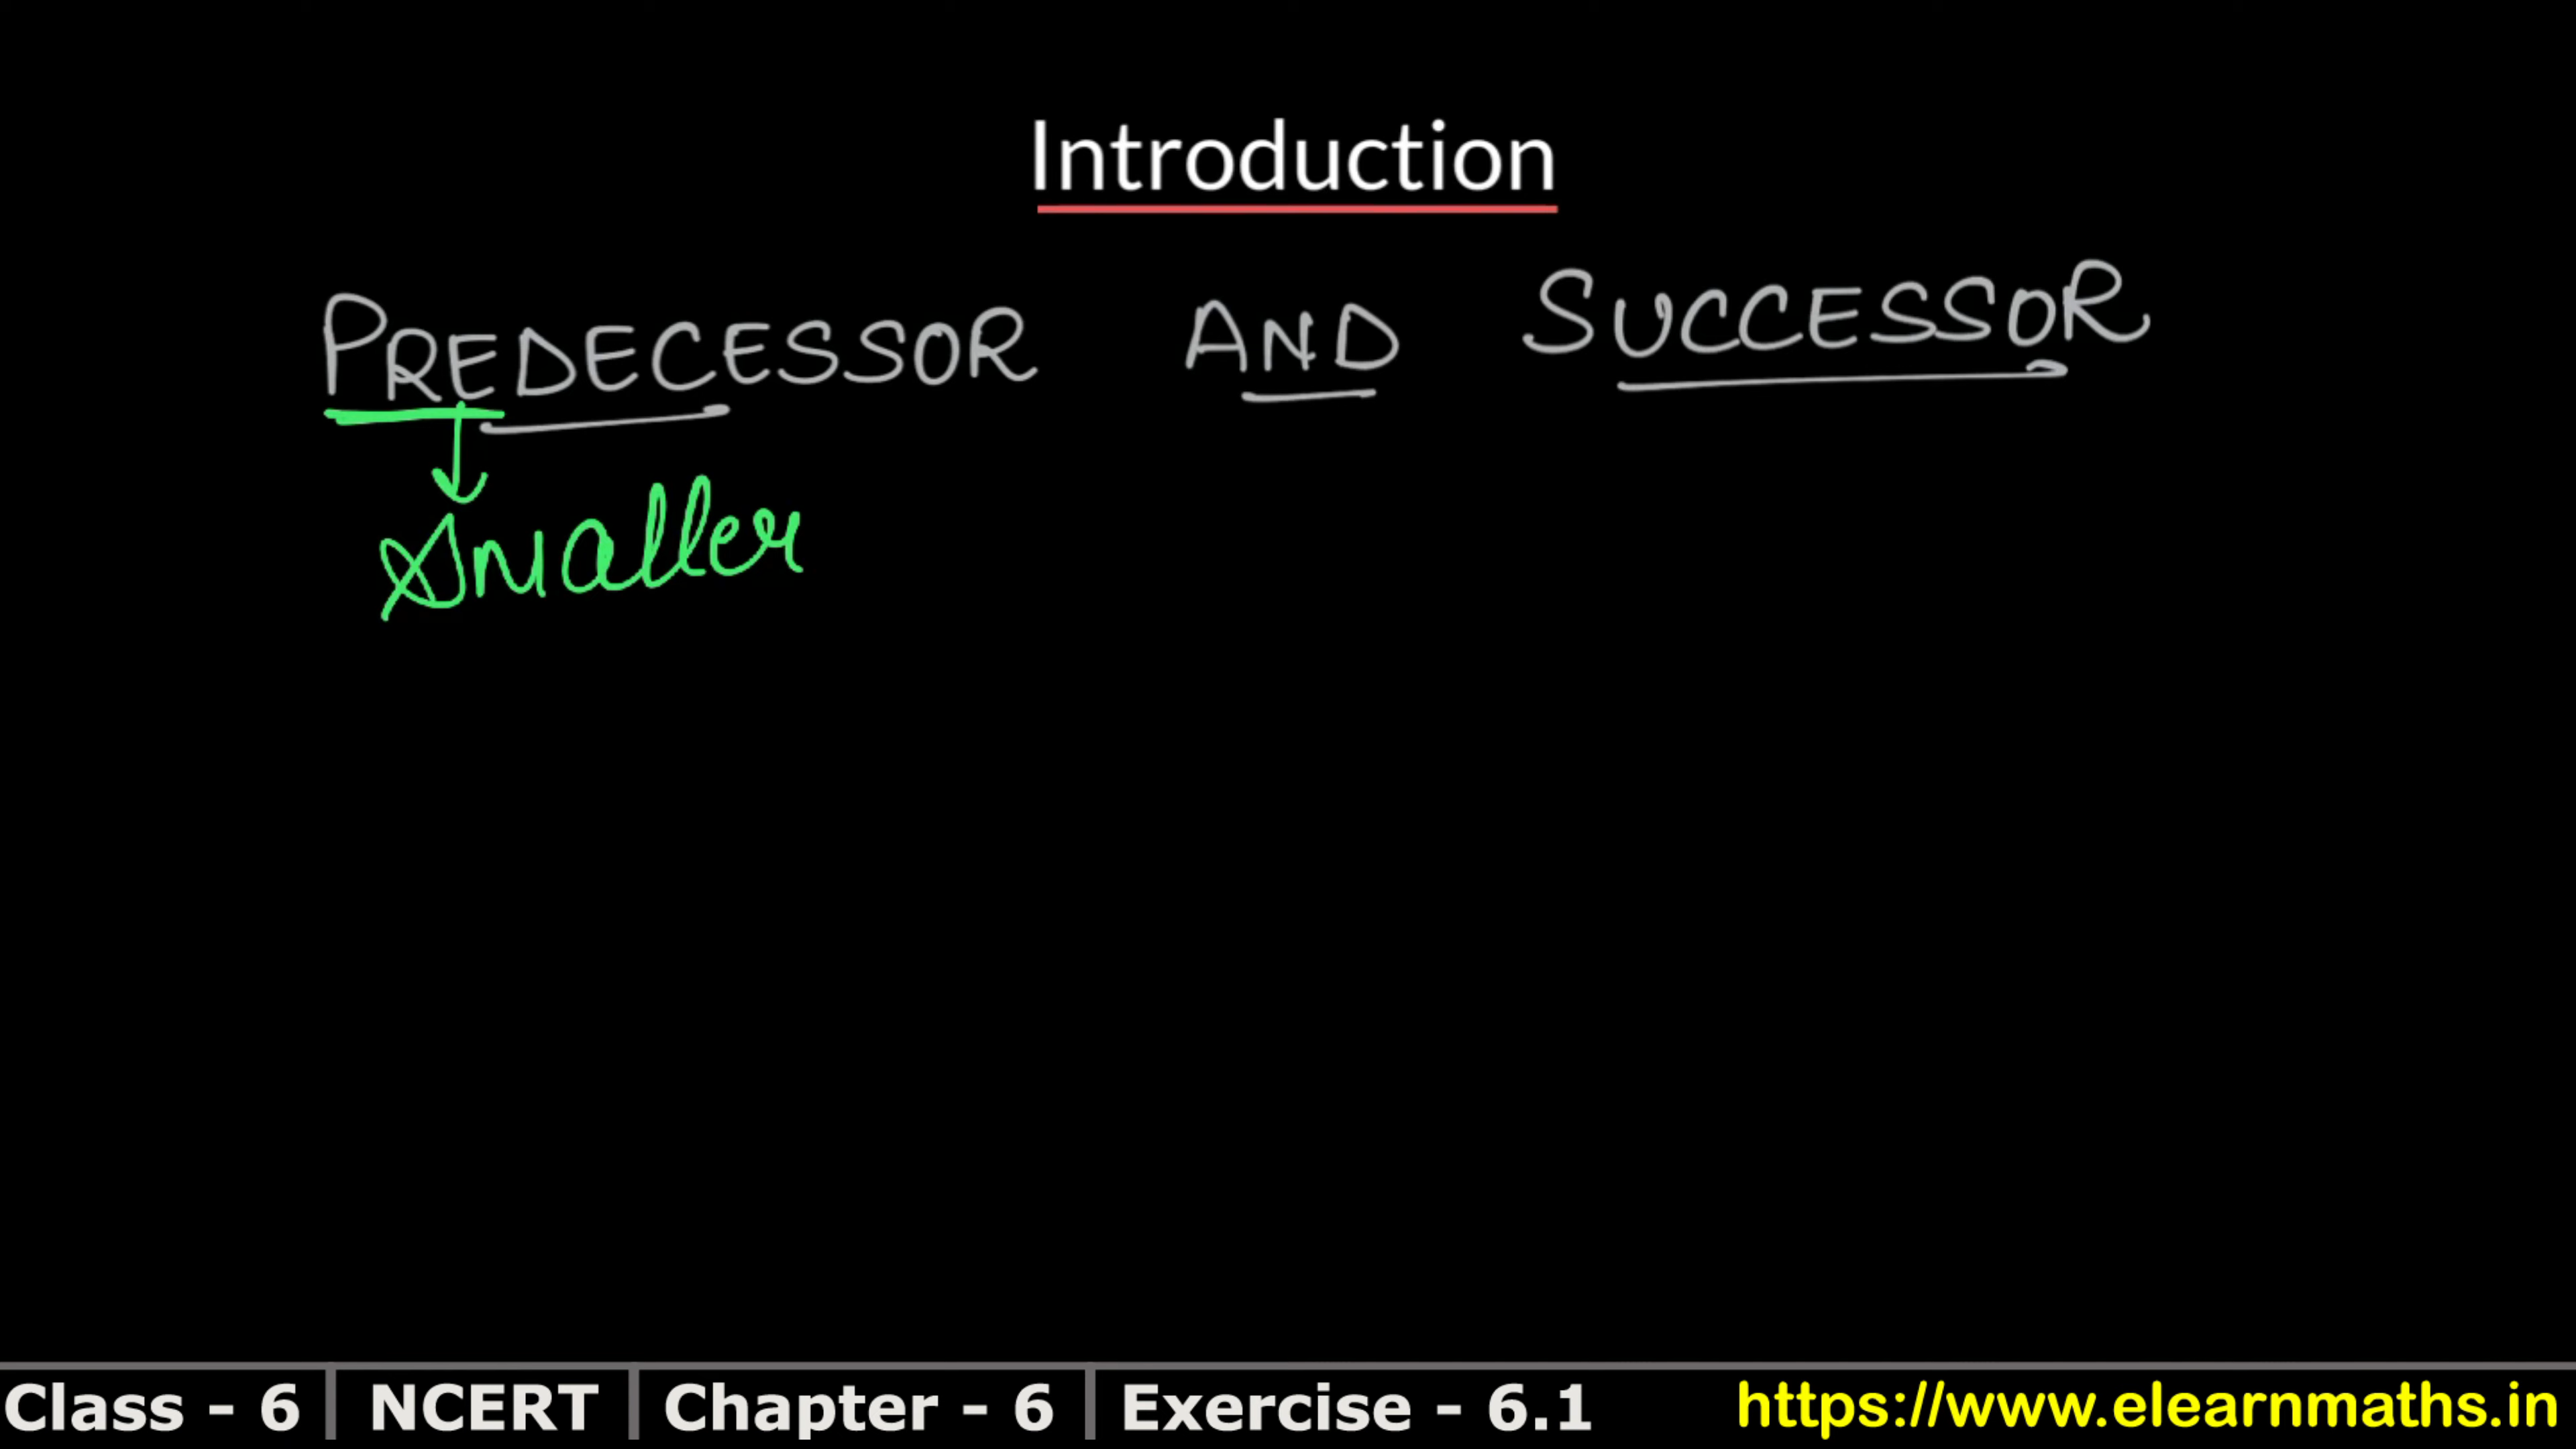 Introduction
PREDECESSOR AND SUCCESSOR
Smaller
Class - 6 NCERT Chapter - 6 Exercise - 6.1 https://www.elearnmaths.in